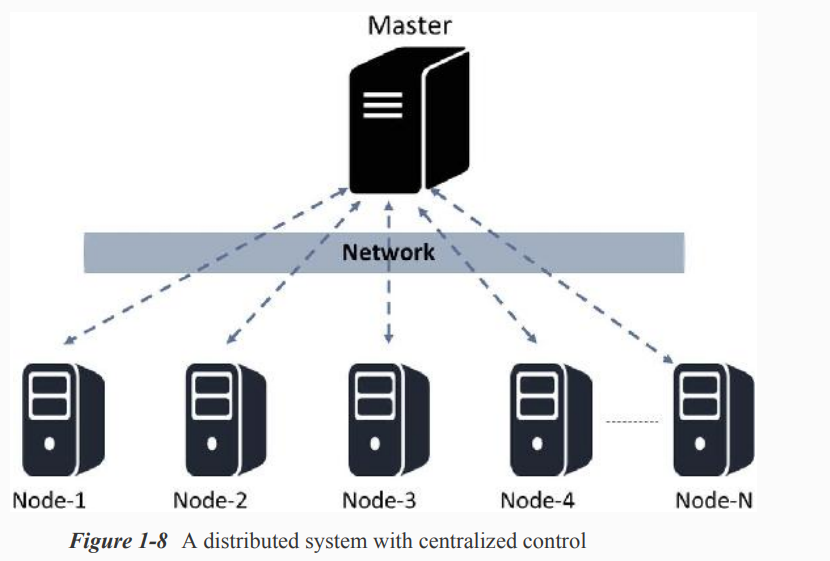 Master
Network
Node-1 Node-2 Node-3 Node-4 Node-N
Figure 1-8 A distributed system with centralized control